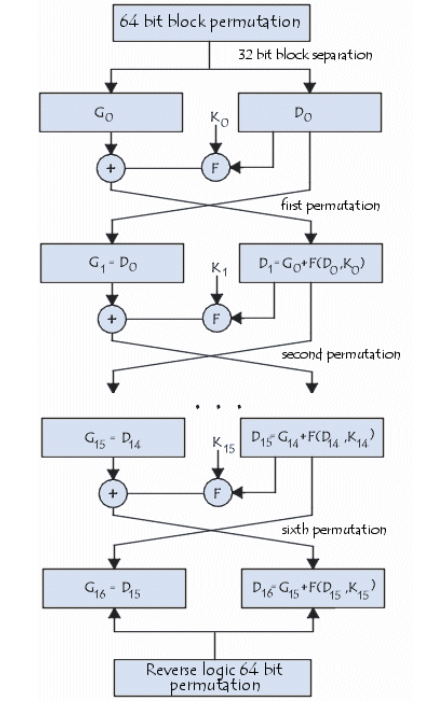 64 bit block permutation
32 bit block separation
G0
K0
D0
+
F
first permutation
G1 = D0
K1
D1=G0+F(D0,K0)
+
F
second permutation
. . .
G15 = D14
K15
D15=G14+F(D14,K14)
+
F
sixth permutation
G16 = D15
D16=G15+F(D15,K15)
Reverse logic 64 bit
permutation